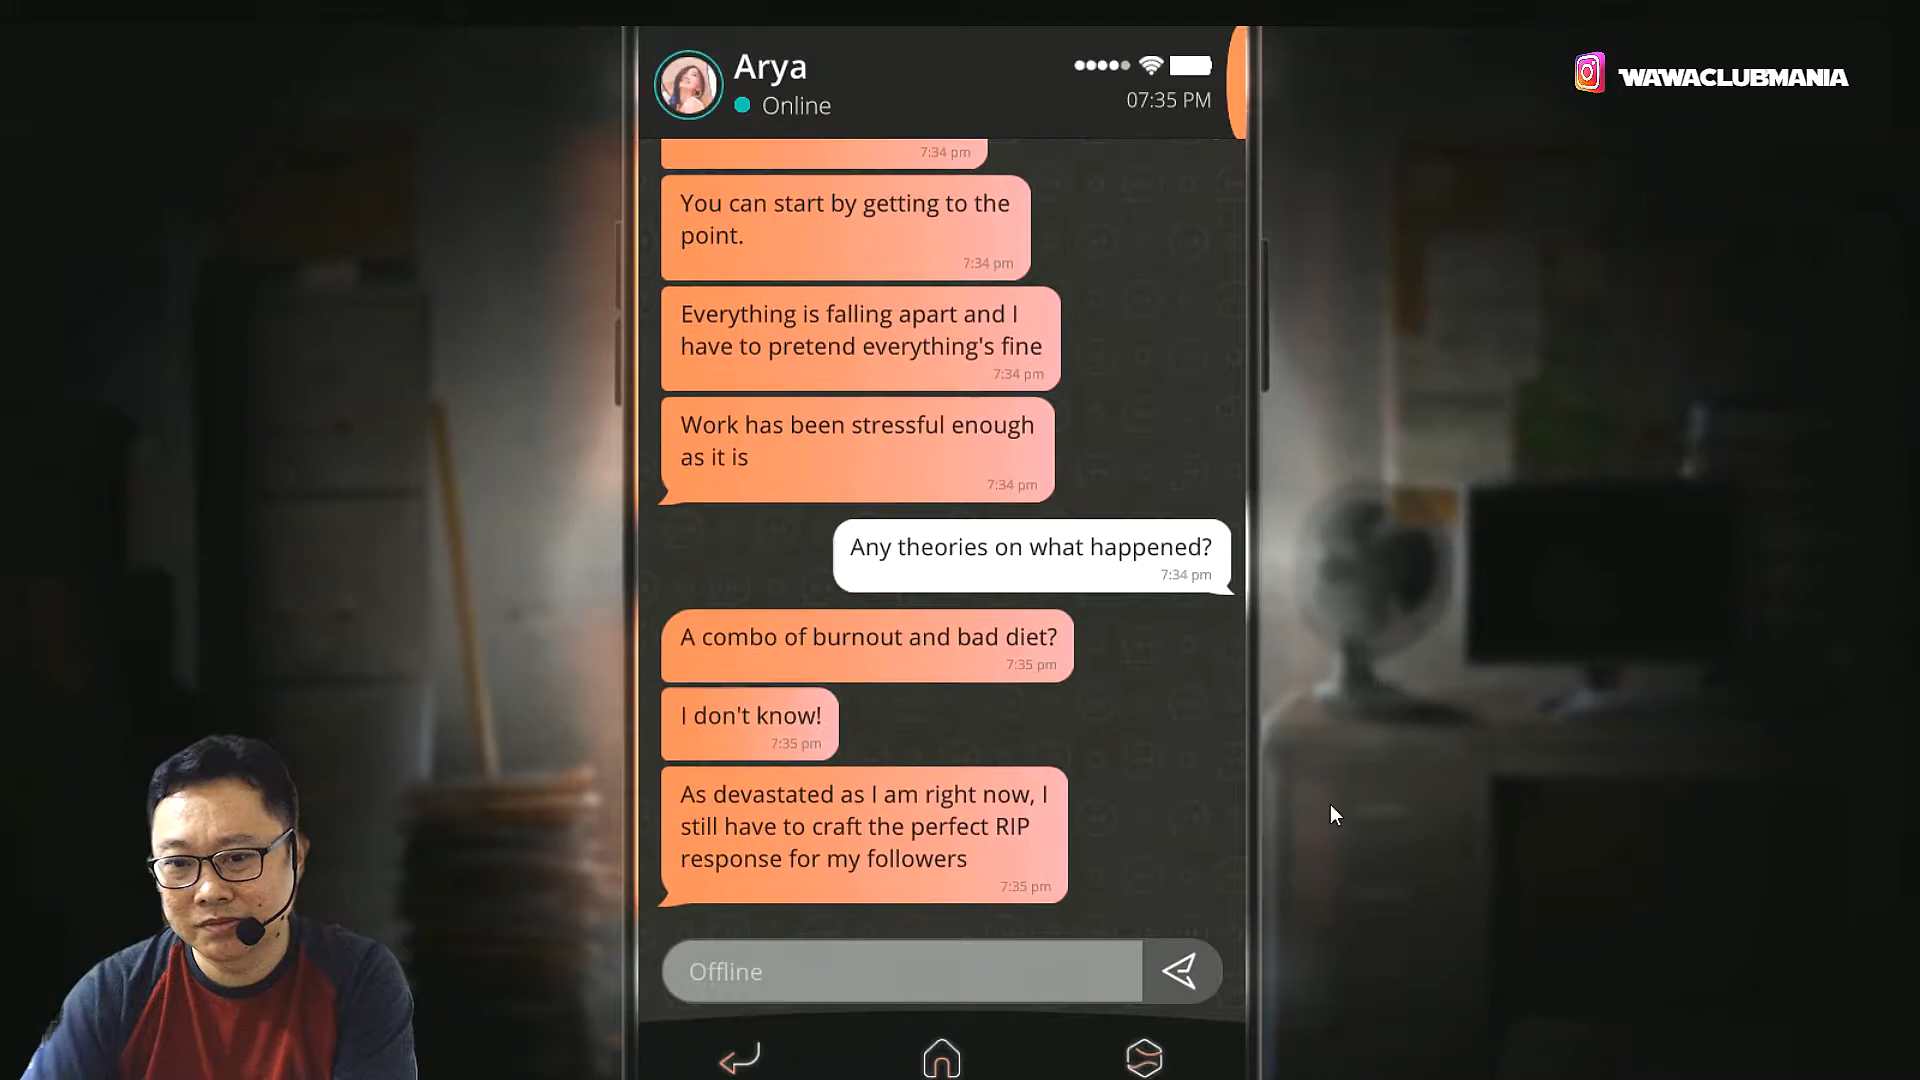 Arya
Online
07:35 PM
WAWACLUBMANIA
7:34 pm
You can start by getting to the
point.
7:34 pm
Everything is falling apart and I
have to pretend everything's fine
7:34 pm
Work has been stressful enough
as it is
7:34 pm
Any theories on what happened?
7:34 pm
A combo of burnout and bad diet?
7:35 pm
I don't know!
7:35 pm
As devastated as I am right now, I
still have to craft the perfect RIP
response for my followers
7:35 pm
Offline